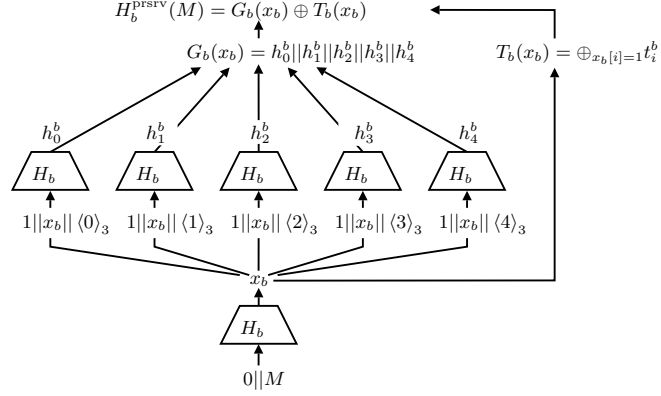 H_b^{prsrv}(M) = G_b(x_b) ⊕ T_b(x_b)
G_b(x_b) = h_0^b||h_1^b||h_2^b||h_3^b||h_4^b
T_b(x_b) = ⊕_{x_b[i]=1} t_i^b
h_0^b h_1^b h_2^b h_3^b h_4^b
H_b H_b H_b H_b H_b
1||x_b||⟨0⟩_3 1||x_b||⟨1⟩_3 1||x_b||⟨2⟩_3 1||x_b||⟨3⟩_3 1||x_b||⟨4⟩_3
x_b
H_b
0||M